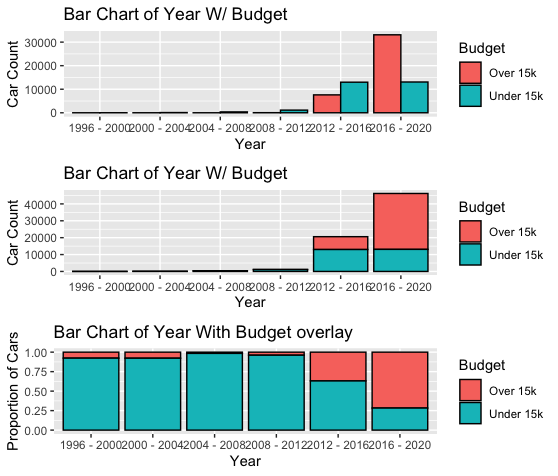 Bar Chart of Year W/ Budget
Car Count
30000
20000
10000
0
1996 - 2000
2000 - 2004
2004 - 2008
2008 - 2012
2012 - 2016
2016 - 2020
Year
Budget
Over 15k
Under 15k
Bar Chart of Year W/ Budget
Car Count
40000
30000
20000
10000
0
1996 - 2000
2000 - 2004
2004 - 2008
2008 - 2012
2012 - 2016
2016 - 2020
Year
Budget
Over 15k
Under 15k
Bar Chart of Year With Budget overlay
Proportion of Cars
1.00
0.75
0.50
0.25
0.00
1996 - 2000
2000 - 2004
2004 - 2008
2008 - 2012
2012 - 2016
2016 - 2020
Year
Budget
Over 15k
Under 15k